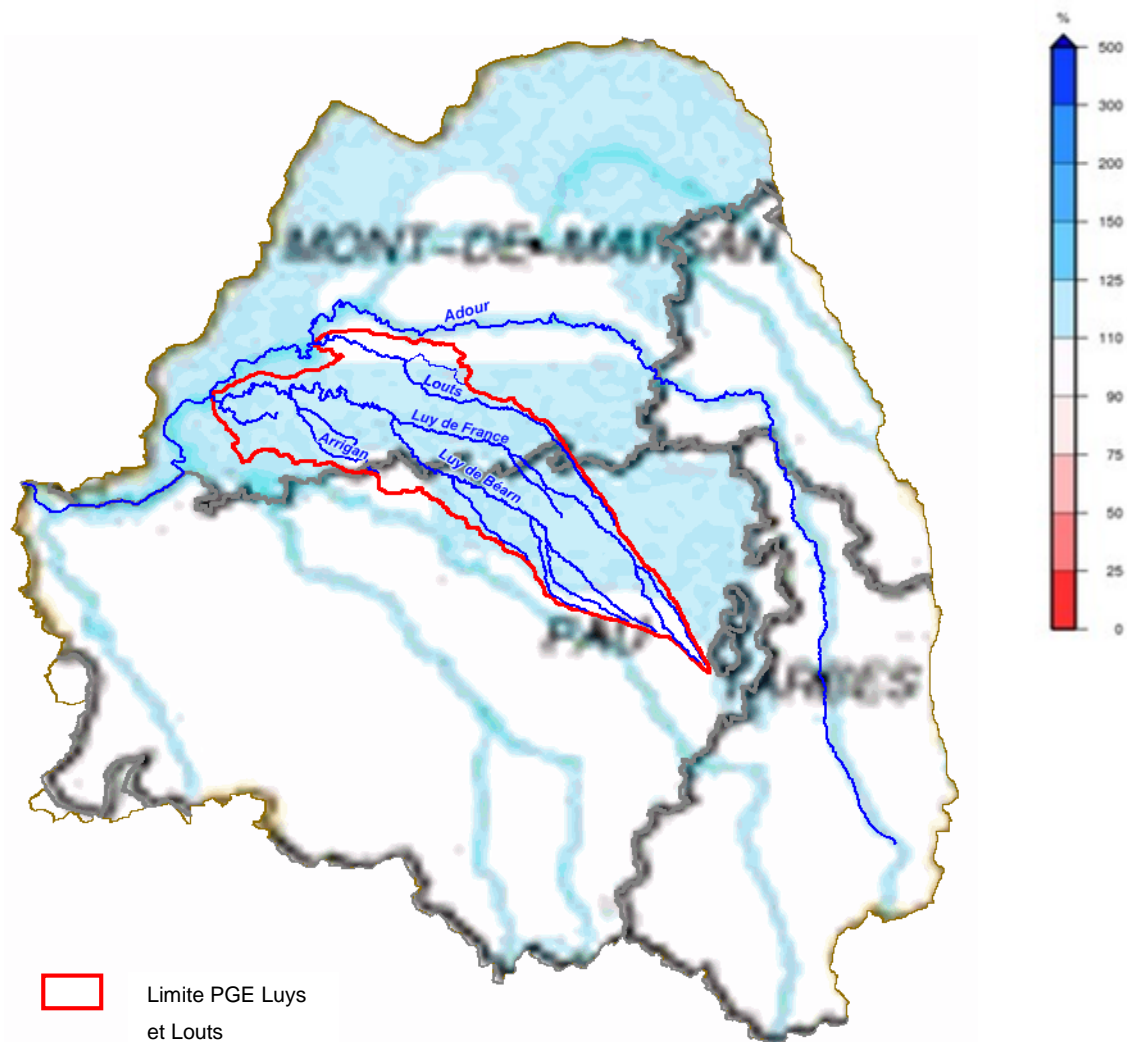 %
500
300
200
150
125
110
90
75
50
25
0
MONT-DE-MARSAN
Adour
Louts
Luy de France
Arrigan
Luy de Béarn
PAU
TARBES
Limite PGE Luys
et Louts